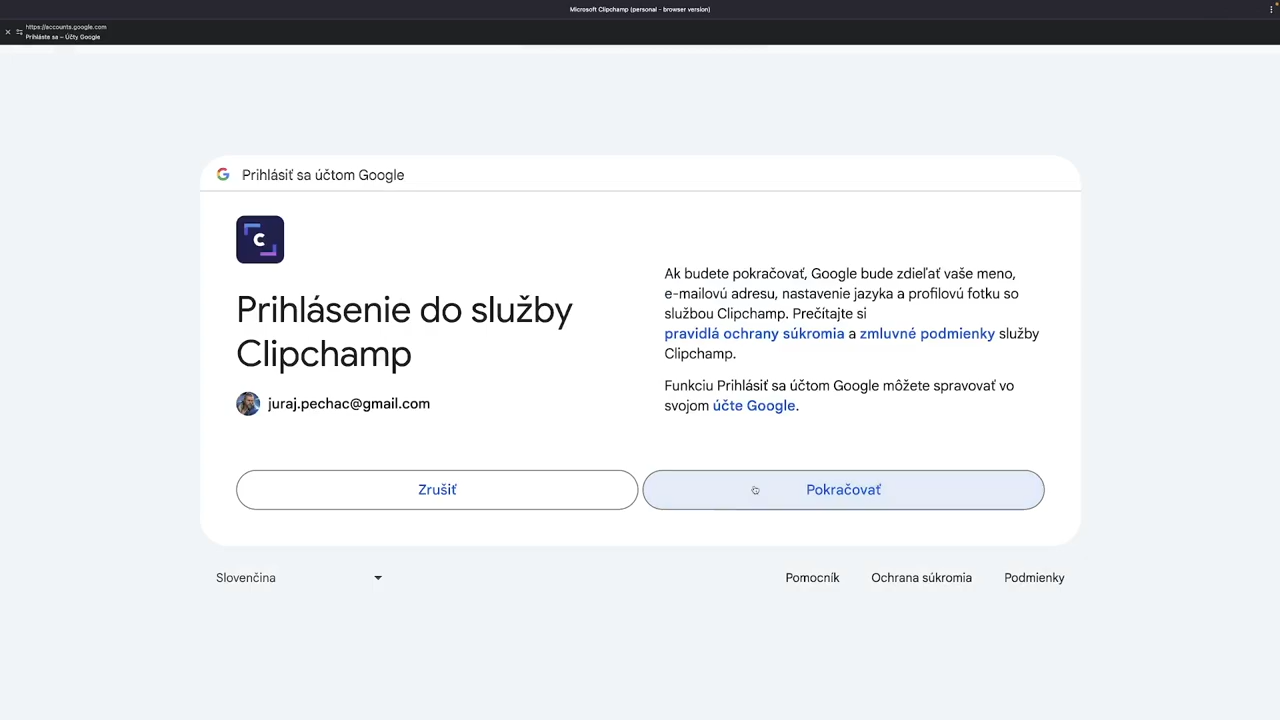 Microsoft Clipchamp (personal - browser version)
https://accounts.google.com
Prihláste sa – Účty Google
Prihlásiť sa účtom Google
C
Prihlásenie do služby
Clipchamp
juraj.pechac@gmail.com
Ak budete pokračovať, Google bude zdieľať vaše meno,
e-mailovú adresu, nastavenie jazyka a profilovú fotku so
službou Clipchamp. Prečítajte si
pravidlá ochrany súkromia a zmluvné podmienky služby
Clipchamp.
Funkciu Prihlásiť sa účtom Google môžete spravovať vo
svojom účte Google.
Zrušiť
Pokračovať
Slovenčina
Pomocník
Ochrana súkromia
Podmienky